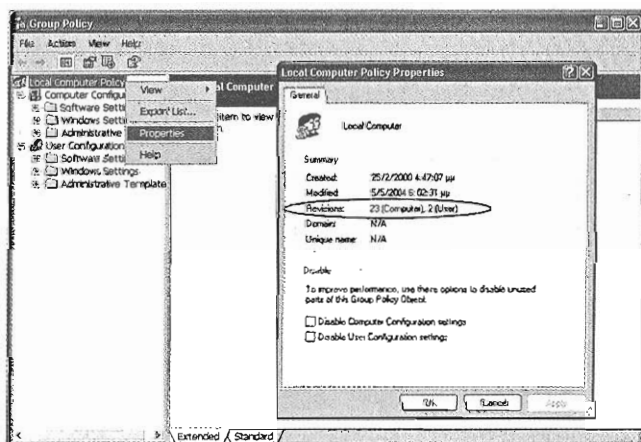 Group Policy
File Action View Help
Local Computer Policy
Computer Configu
Software Setti
Windows Setti
Administrative
User Configuration
Software Setti
Windows Settings
Administrative Template
View
Export List...
Properties
Help
al Computer
item to view
Extended Standard
Local Computer Policy Properties
General
Local Computer
Summary
Created: 25/2/2000 4:47:07 μμ
Modified: 5/5/2004 6:02:31 μμ
Revisions: 23 (Computer), 2 (User)
Domain: N/A
Unique name: N/A
Disable
To improve performance, use these options to disable unused
parts of this Group Policy Object.
Disable Computer Configuration settings
Disable User Configuration settings
OK Cancel Apply